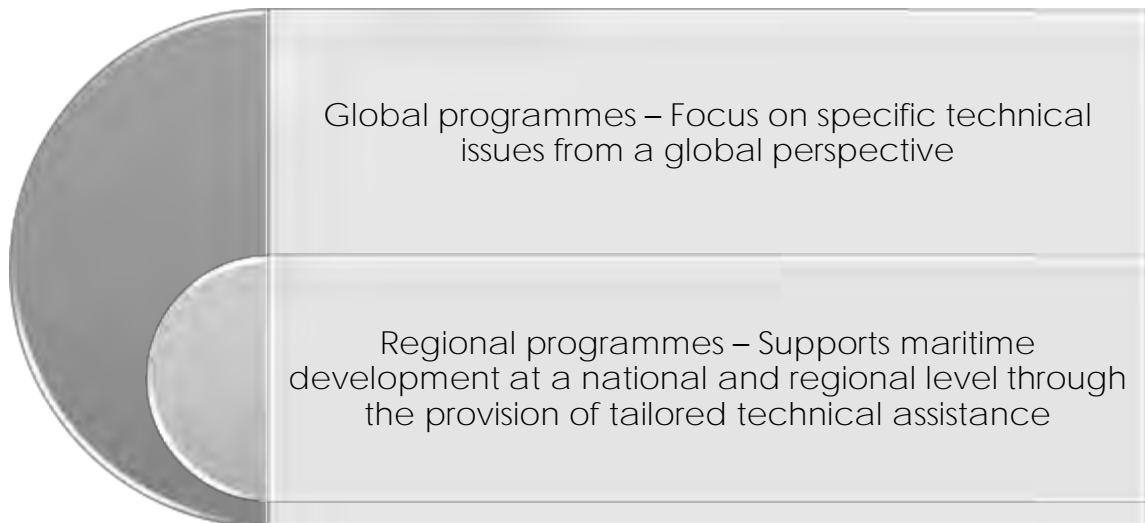 Global programmes – Focus on specific technical
issues from a global perspective
Regional programmes – Supports maritime
development at a national and regional level through
the provision of tailored technical assistance